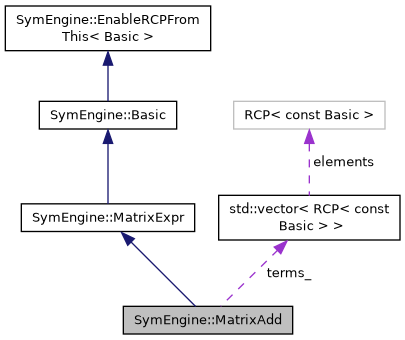 SymEngine::EnableRCPFrom
This< Basic >
SymEngine::Basic
RCP< const Basic >
elements
SymEngine::MatrixExpr
std::vector< RCP< const
Basic > >
terms_
SymEngine::MatrixAdd